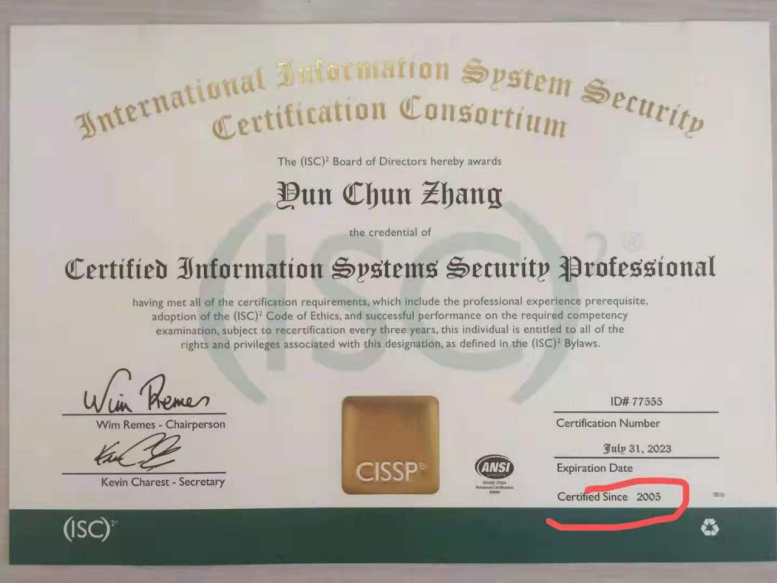 International Information System Security
Certification Consortium
The (ISC)² Board of Directors hereby awards
Yun Chun Zhang
the credential of
Certified Information Systems Security Professional
having met all of the certification requirements, which include the professional experience prerequisite,
adoption of the (ISC)² Code of Ethics, and successful performance on the required competency
examination, subject to recertification every three years, this individual is entitled to all of the
rights and privileges associated with this designation, as defined in the (ISC)² Bylaws.
(ISC)²®
Wim Remes
Wim Remes - Chairperson
Kevin Charest - Secretary
CISSP®
ANSI
ID# 77555
Certification Number
July 31, 2023
Expiration Date
Certified Since 2005
(ISC)²